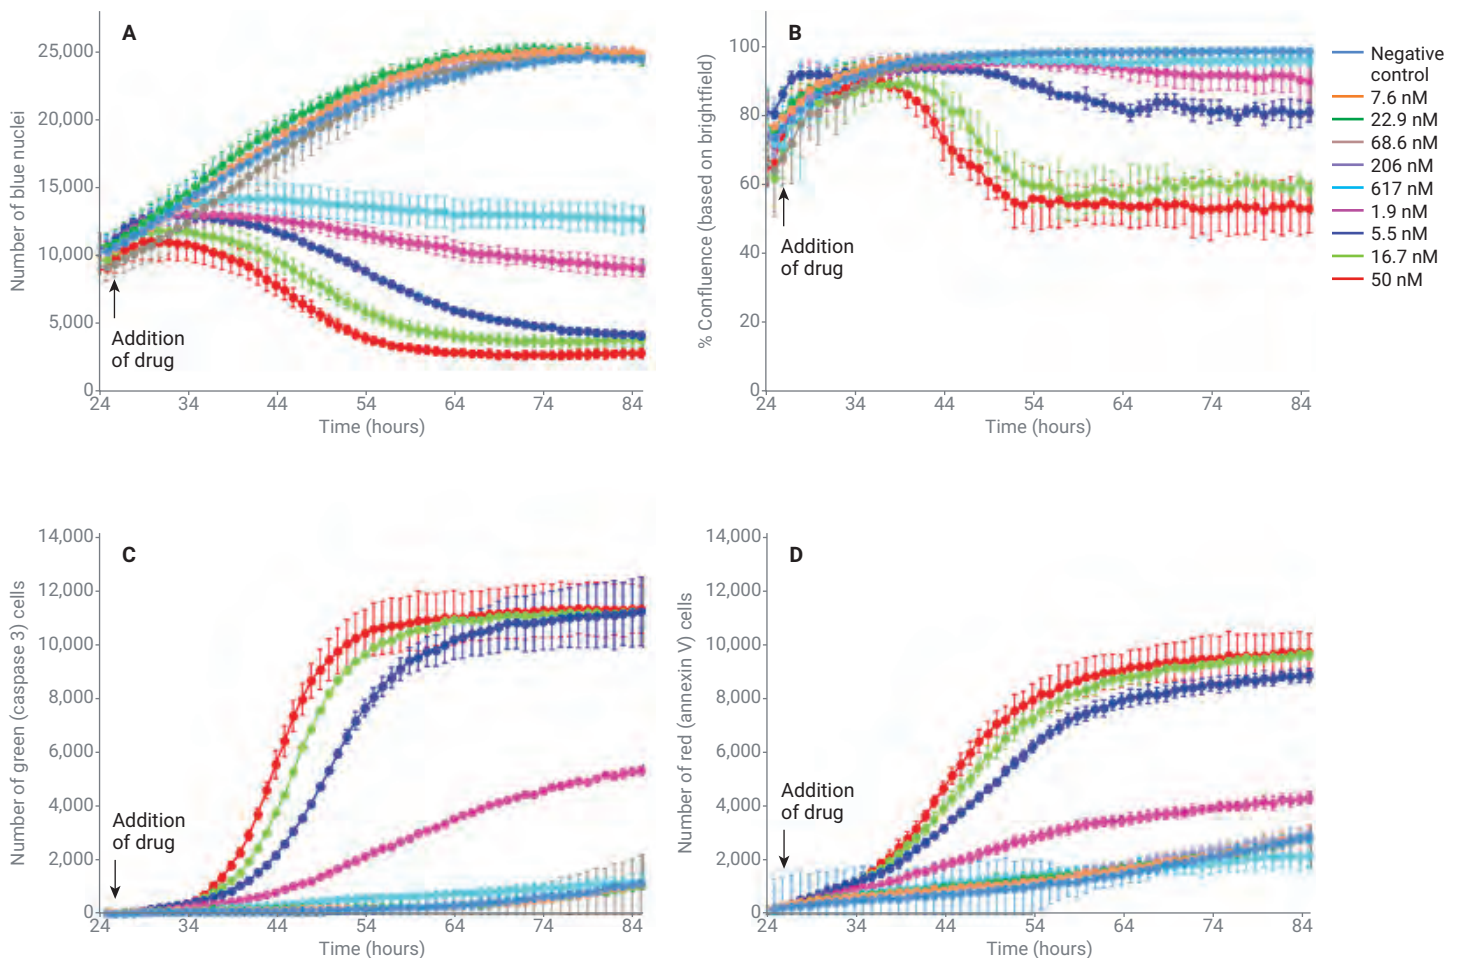 A
Number of blue nuclei
25,000
20,000
15,000
10,000
5,000
0
Addition
of drug
24
34
44
54
64
74
84
Time (hours)
B
% Confluence (based on brightfield)
100
80
60
40
20
0
Addition
of drug
24
34
44
54
64
74
84
Time (hours)
Negative
control
7.6 nM
22.9 nM
68.6 nM
206 nM
617 nM
1.9 nM
5.5 nM
16.7 nM
50 nM
C
Number of green (caspase 3) cells
14,000
12,000
10,000
8,000
6,000
4,000
2,000
0
Addition
of drug
24
34
44
54
64
74
84
Time (hours)
D
Number of red (annexin V) cells
14,000
12,000
10,000
8,000
6,000
4,000
2,000
0
Addition
of drug
24
34
44
54
64
74
84
Time (hours)